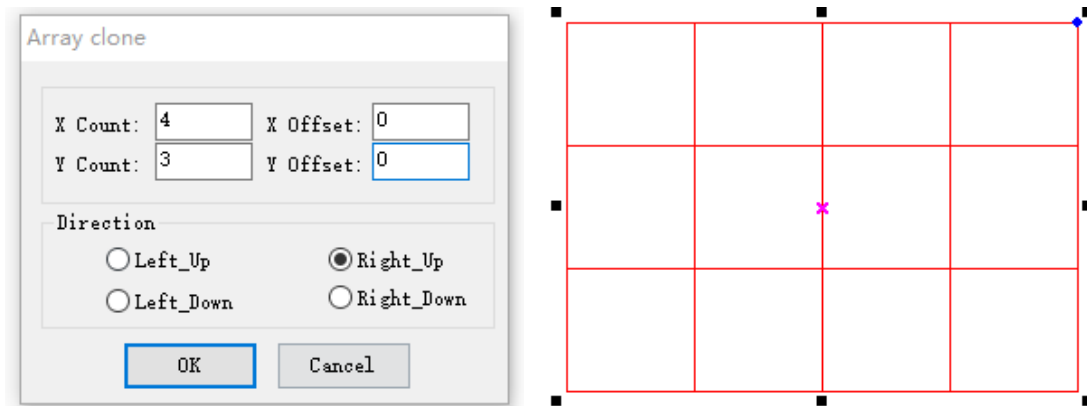 Array clone
X Count: 4 X Offset: 0
Y Count: 3 Y Offset: 0
Direction
Left_Up Right_Up
Left_Down Right_Down
OK Cancel